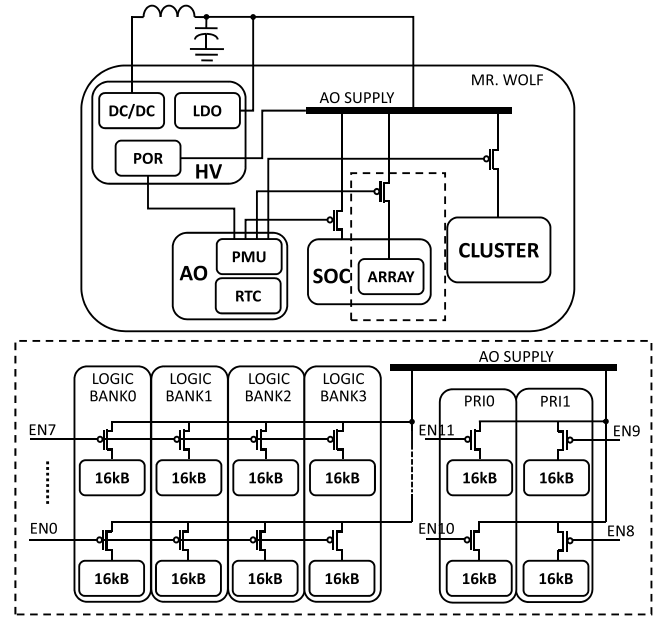 MR. WOLF
AO SUPPLY
DC/DC
LDO
POR
HV
AO
PMU
RTC
SOC
ARRAY
CLUSTER
AO SUPPLY
LOGIC
BANK0
LOGIC
BANK1
LOGIC
BANK2
LOGIC
BANK3
PRI0
PRI1
EN7
EN11
EN9
16kB
16kB
16kB
16kB
16kB
16kB
EN0
EN10
EN8
16kB
16kB
16kB
16kB
16kB
16kB